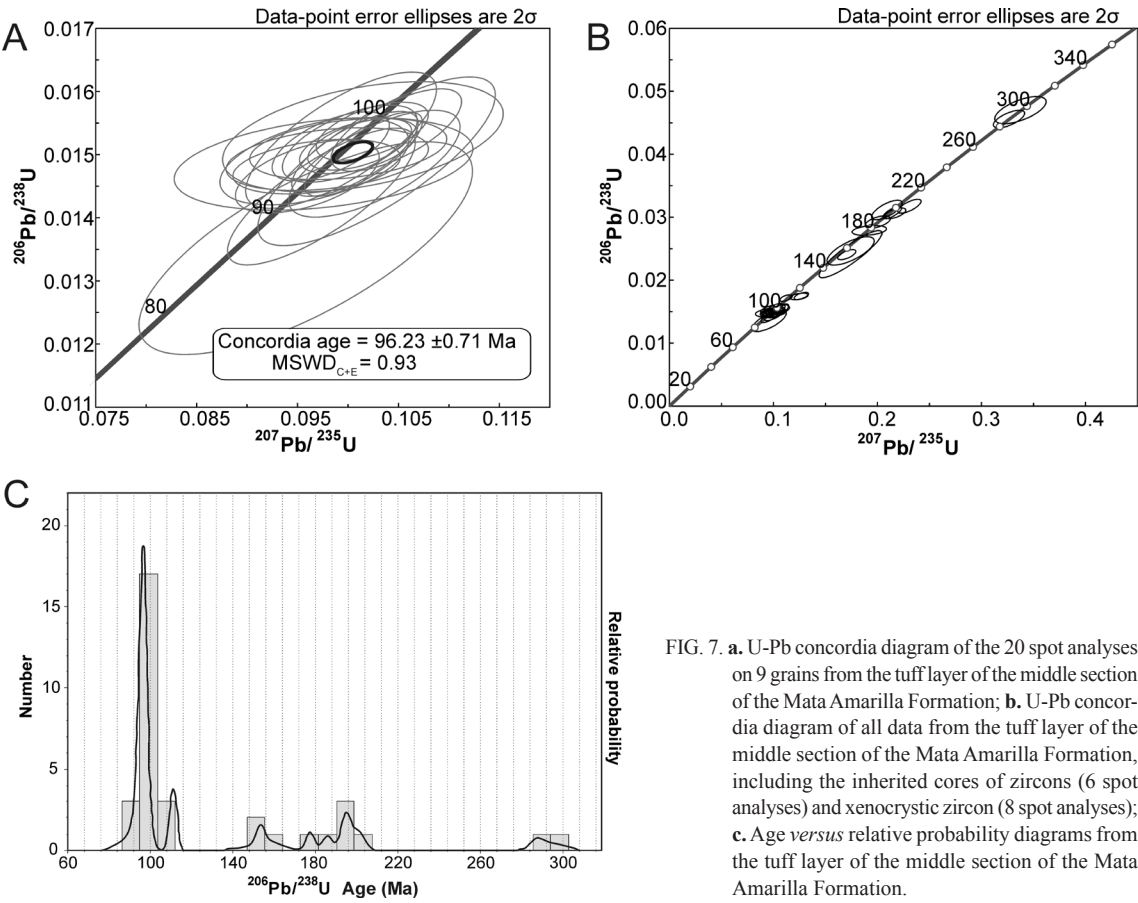 A
Data-point error ellipses are 2σ
0.017
0.016
0.015
0.014
0.013
0.012
0.011
206Pb/238U
100
90
80
Concordia age = 96.23 ±0.71 Ma
MSWD C+E = 0.93
0.075
0.085
0.095
0.105
0.115
207Pb/ 235U
B
Data-point error ellipses are 2σ
0.06
0.05
0.04
0.03
0.02
0.01
0.00
206Pb/238U
340
300
260
220
180
140
100
60
20
0.0
0.1
0.2
0.3
0.4
207Pb/ 235U
C
20
15
10
5
0
Number
Relative probability
60
100
140
180
220
260
300
206Pb/238U Age (Ma)
FIG. 7. a. U-Pb concordia diagram of the 20 spot analyses
on 9 grains from the tuff layer of the middle section
of the Mata Amarilla Formation; b. U-Pb concor-
dia diagram of all data from the tuff layer of the
middle section of the Mata Amarilla Formation,
including the inherited cores of zircons (6 spot
analyses) and xenocrystic zircon (8 spot analyses);
c. Age versus relative probability diagrams from
the tuff layer of the middle section of the Mata
Amarilla Formation.